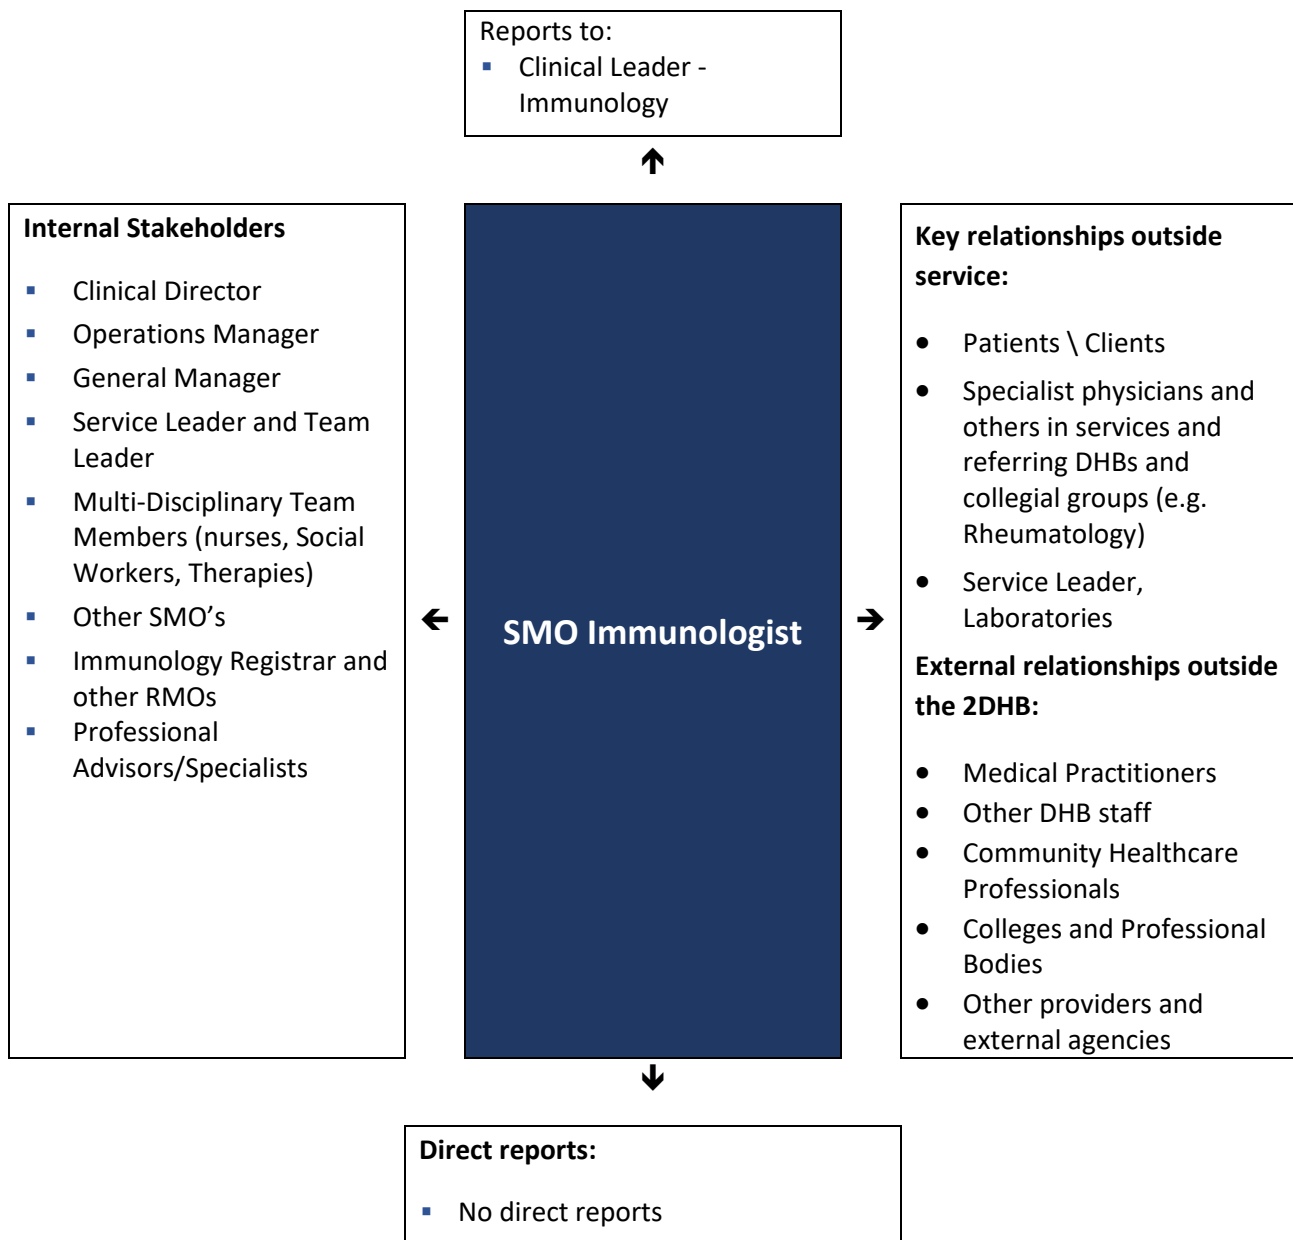 Reports to:
▪ Clinical Leader -
Immunology
Internal Stakeholders
▪ Clinical Director
▪ Operations Manager
▪ General Manager
▪ Service Leader and Team
Leader
▪ Multi-Disciplinary Team
Members (nurses, Social
Workers, Therapies)
▪ Other SMO’s
▪ Immunology Registrar and
other RMOs
▪ Professional
Advisors/Specialists
SMO Immunologist
Key relationships outside
service:
● Patients \ Clients
● Specialist physicians and
others in services and
referring DHBs and
collegial groups (e.g.
Rheumatology)
● Service Leader,
Laboratories
External relationships outside
the 2DHB:
● Medical Practitioners
● Other DHB staff
● Community Healthcare
Professionals
● Colleges and Professional
Bodies
● Other providers and
external agencies
Direct reports:
▪ No direct reports